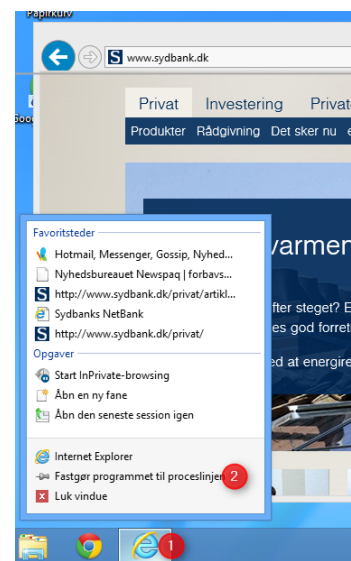 Papirkurv
www.sydbank.dk
Privat Investering
Produkter Rådgivning Det sker nu
varmen
Favoritsteder
Hotmail, Messenger, Gossip, Nyhed...
Nyhedsbureauet Newspaq | forbavs...
http://www.sydbank.dk/privat/artikl...
Sydbanks NetBank
http://www.sydbank.dk/privat/
fter steget? E
es god forret
Opgaver
Start InPrivate-browsing
ed at energire
Åbn en ny fane
Åbn den seneste session igen
Internet Explorer
Fastgør programmet til proceslinjen 2
Luk vindue
1